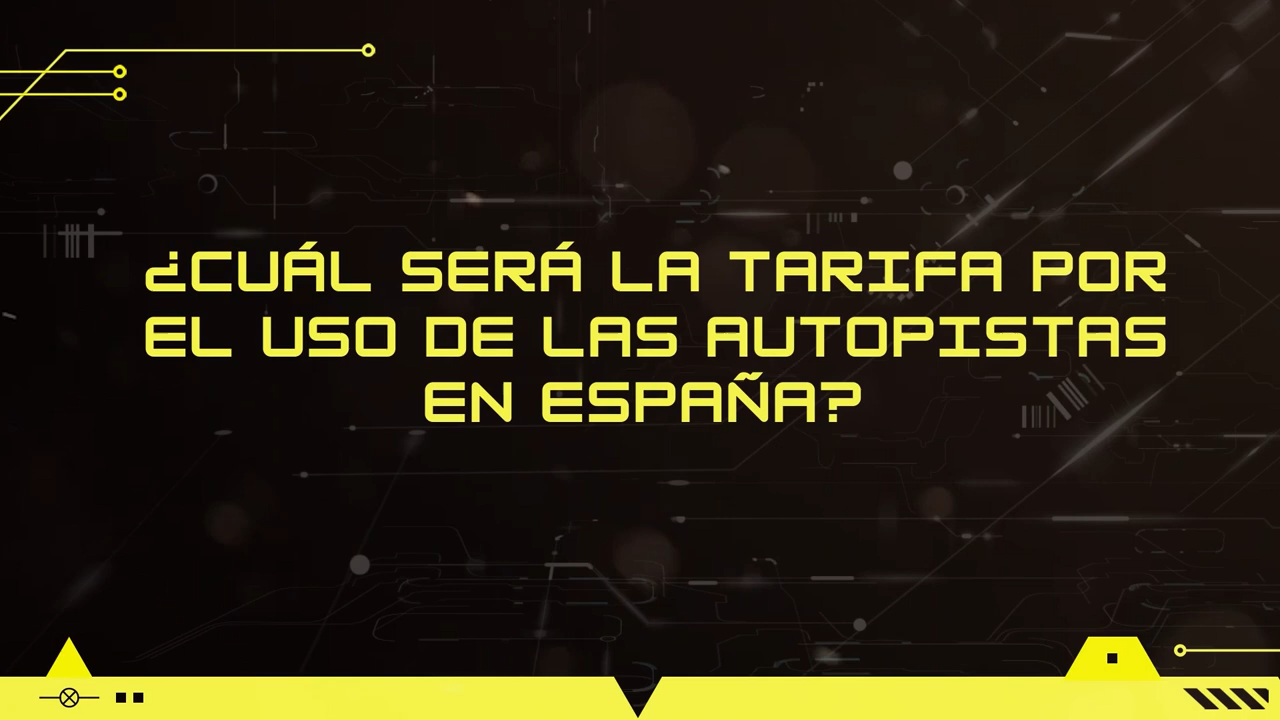 ¿CUÁL SERÁ LA TARIFA POR
EL USO DE LAS AUTOPISTAS
EN ESPAÑA?